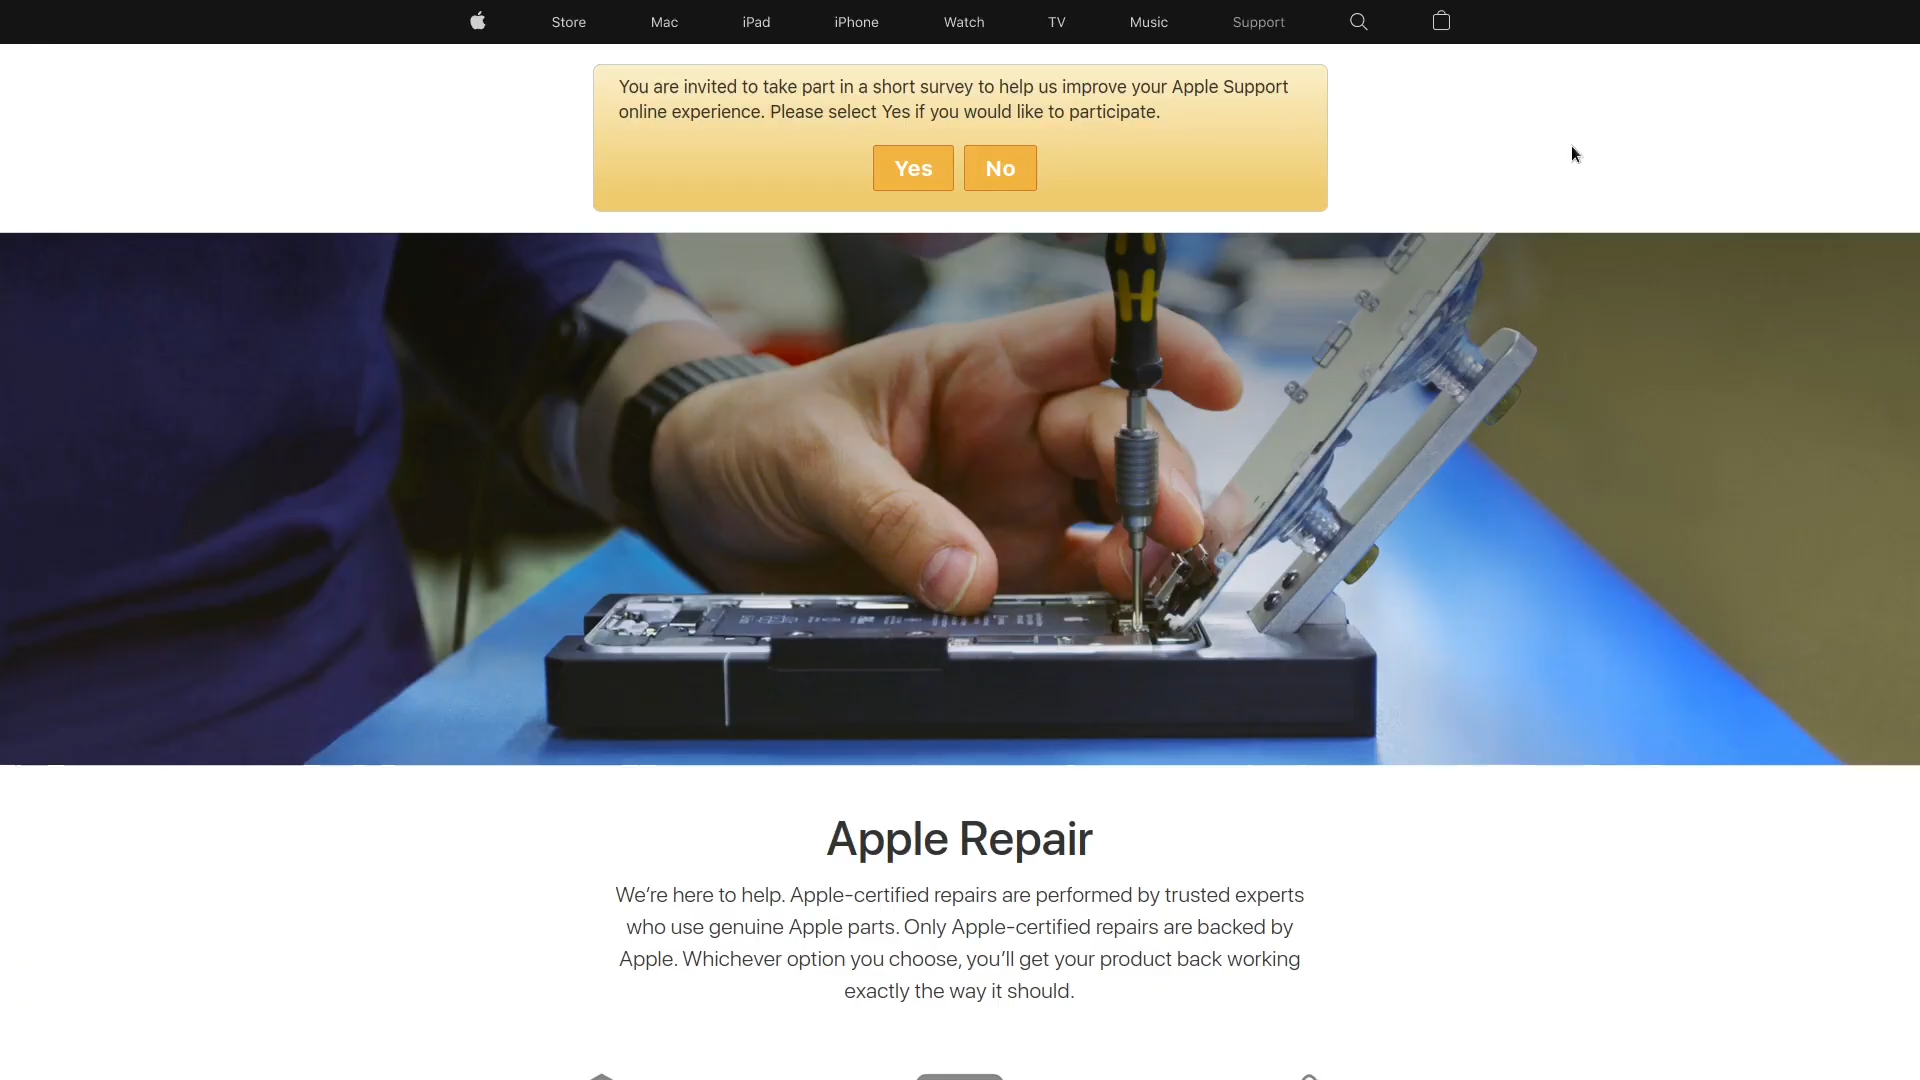 Store Mac iPad iPhone Watch TV Music Support
You are invited to take part in a short survey to help us improve your Apple Support
online experience. Please select Yes if you would like to participate.
Yes No
Apple Repair
We’re here to help. Apple-certified repairs are performed by trusted experts
who use genuine Apple parts. Only Apple-certified repairs are backed by
Apple. Whichever option you choose, you’ll get your product back working
exactly the way it should.